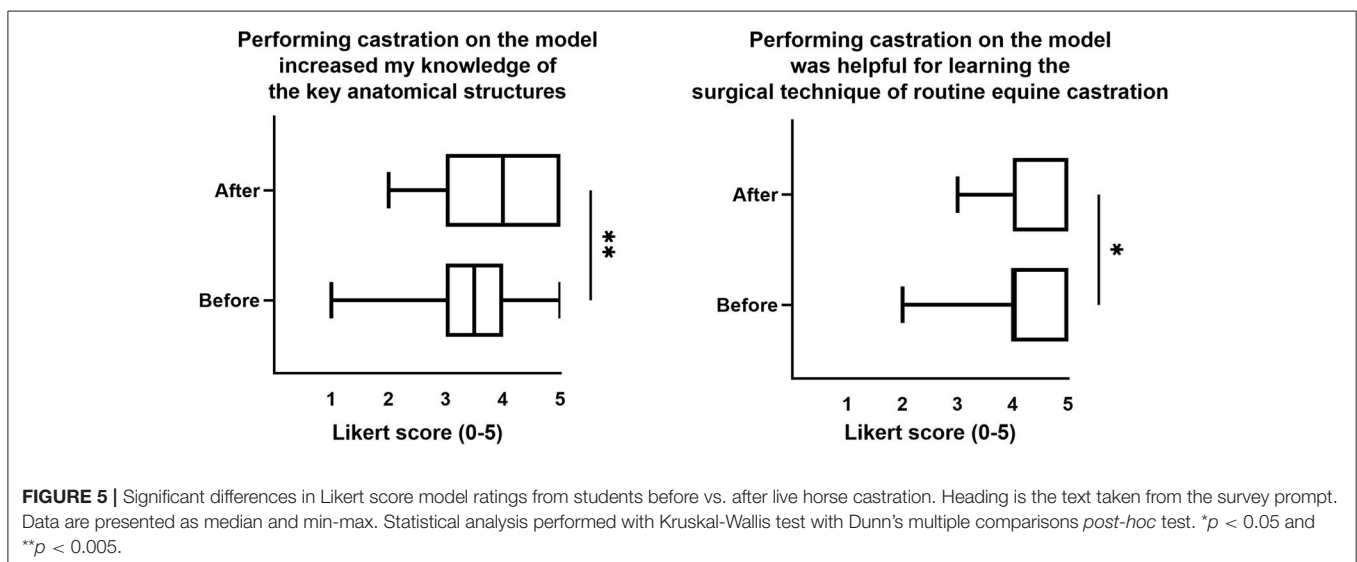 Performing castration on the model
increased my knowledge of
the key anatomical structures
After
Before
**
1 2 3 4 5
Likert score (0-5)
Performing castration on the model
was helpful for learning the
surgical technique of routine equine castration
After
Before
*
1 2 3 4 5
Likert score (0-5)
FIGURE 5 | Significant differences in Likert score model ratings from students before vs. after live horse castration. Heading is the text taken from the survey prompt.
Data are presented as median and min-max. Statistical analysis performed with Kruskal-Wallis test with Dunn's multiple comparisons post-hoc test. *p < 0.05 and
**p < 0.005.